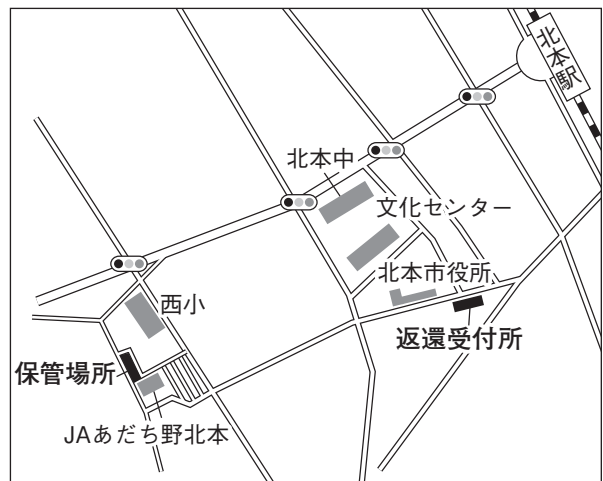 北本駅
北本中
文化センター
北本市役所
西小
返還受付所
保管場所
JAあだち野北本